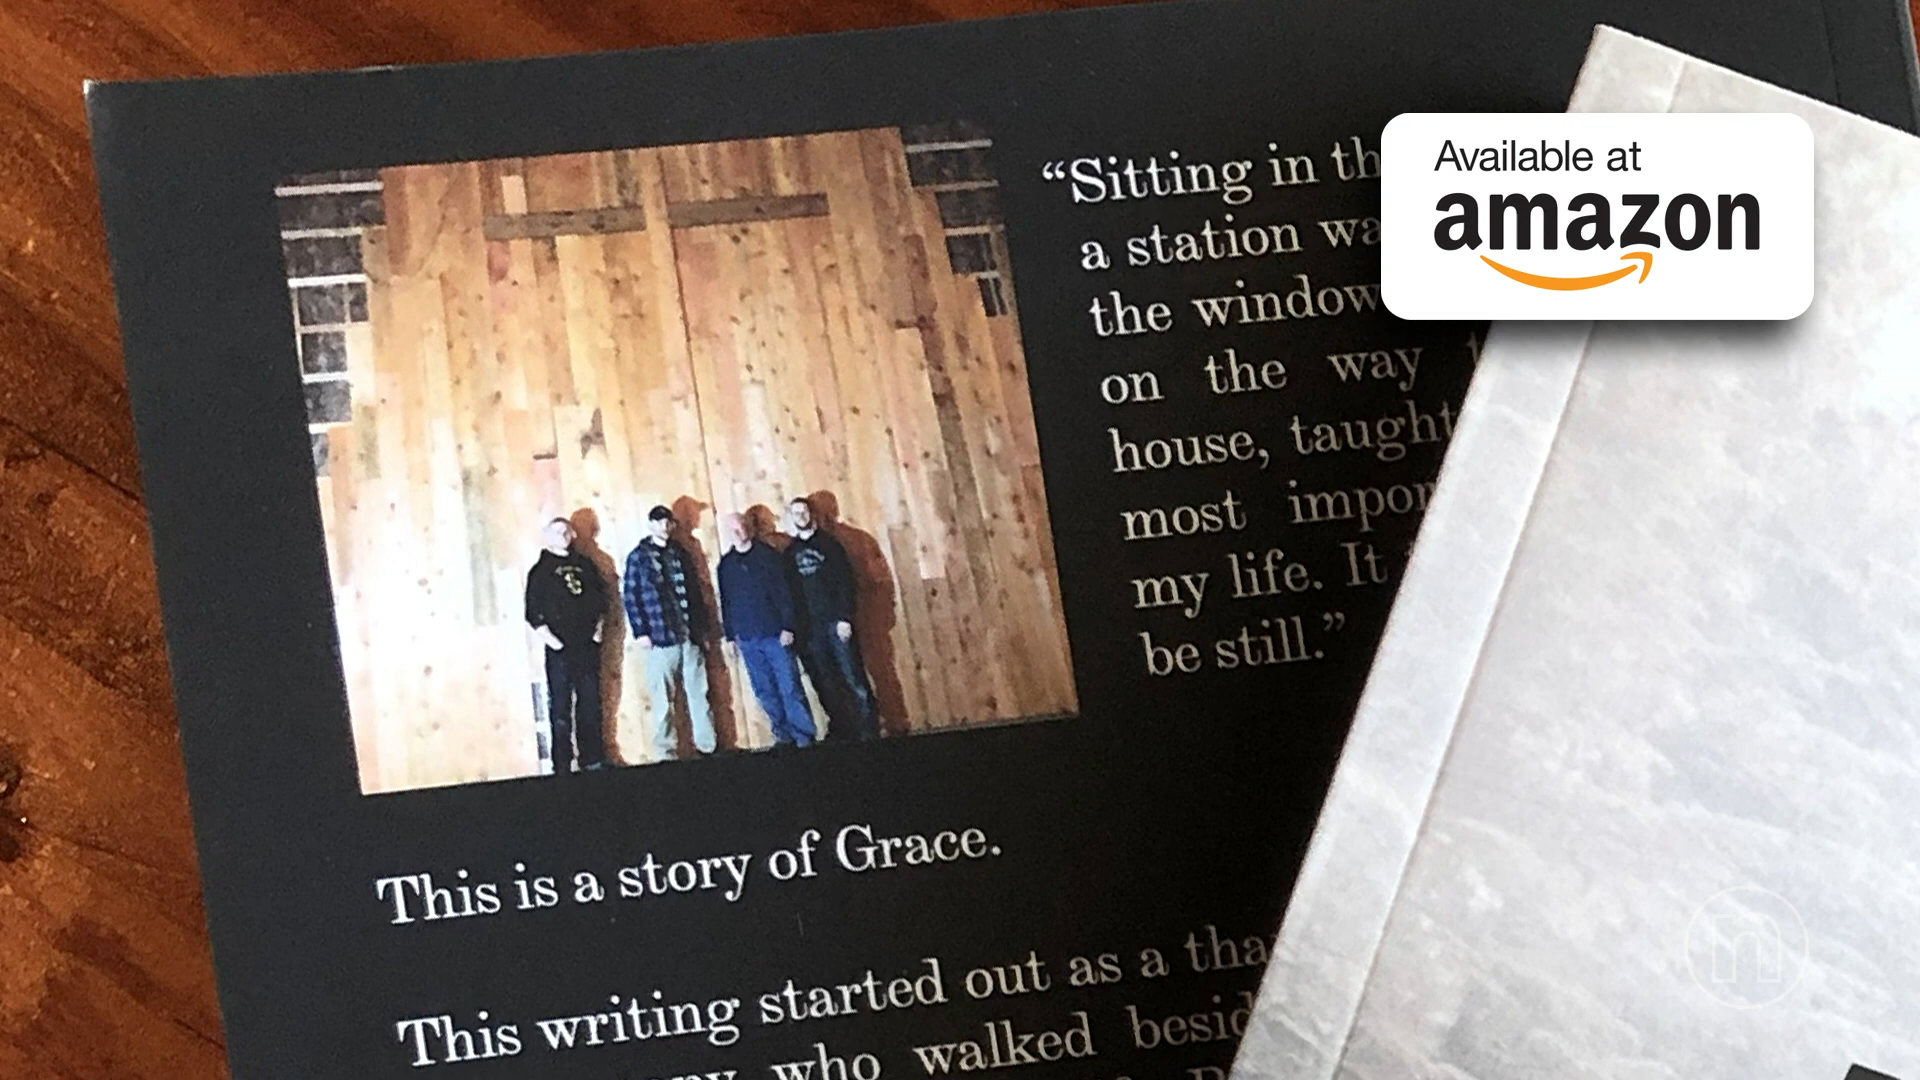 “Sitting in th
a station wa
the window
on the way
house, taught
most impor
my life. It
be still.”
Available at
amazon
This is a story of Grace.
This writing started out as a tha
who walked besid